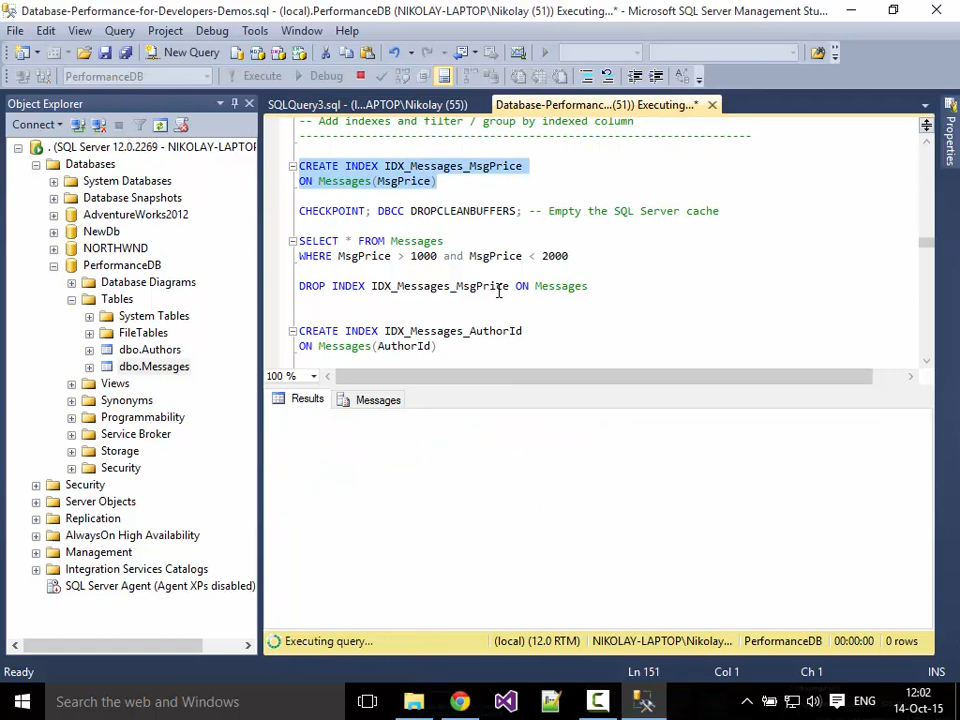 Database-Performance-for-Developers-Demos.sql - (local).PerformanceDB (NIKOLAY-LAPTOP\Nikolay (51)) Executing...* - Microsoft SQL Server Management Stu...
File Edit View Query Project Debug Tools Window Help
New Query
PerformanceDB Execute Debug
Object Explorer
SQLQuery3.sql - (l...LAPTOP\Nikolay (55))
Database-Performanc...(51)) Executing...*
Properties
Connect
. (SQL Server 12.0.2269 - NIKOLAY-LAPTOP
Databases
System Databases
Database Snapshots
AdventureWorks2012
NewDb
NORTHWND
PerformanceDB
Database Diagrams
Tables
System Tables
FileTables
dbo.Authors
dbo.Messages
Views
Synonyms
Programmability
Service Broker
Storage
Security
Security
Server Objects
Replication
AlwaysOn High Availability
Management
Integration Services Catalogs
SQL Server Agent (Agent XPs disabled)
-- Add indexes and filter / group by indexed column
---------------------------------------------------------------------
CREATE INDEX IDX_Messages_MsgPrice
ON Messages(MsgPrice)
CHECKPOINT; DBCC DROPCLEANBUFFERS; -- Empty the SQL Server cache
SELECT * FROM Messages
WHERE MsgPrice > 1000 and MsgPrice < 2000
DROP INDEX IDX_Messages_MsgPrice ON Messages
CREATE INDEX IDX_Messages_AuthorId
ON Messages(AuthorId)
100 %
Results Messages
Executing query... (local) (12.0 RTM) NIKOLAY-LAPTOP\Nikolay... PerformanceDB 00:00:00 0 rows
Ready Ln 151 Col 1 Ch 1 INS
Search the web and Windows
ENG
12:02
14-Oct-15